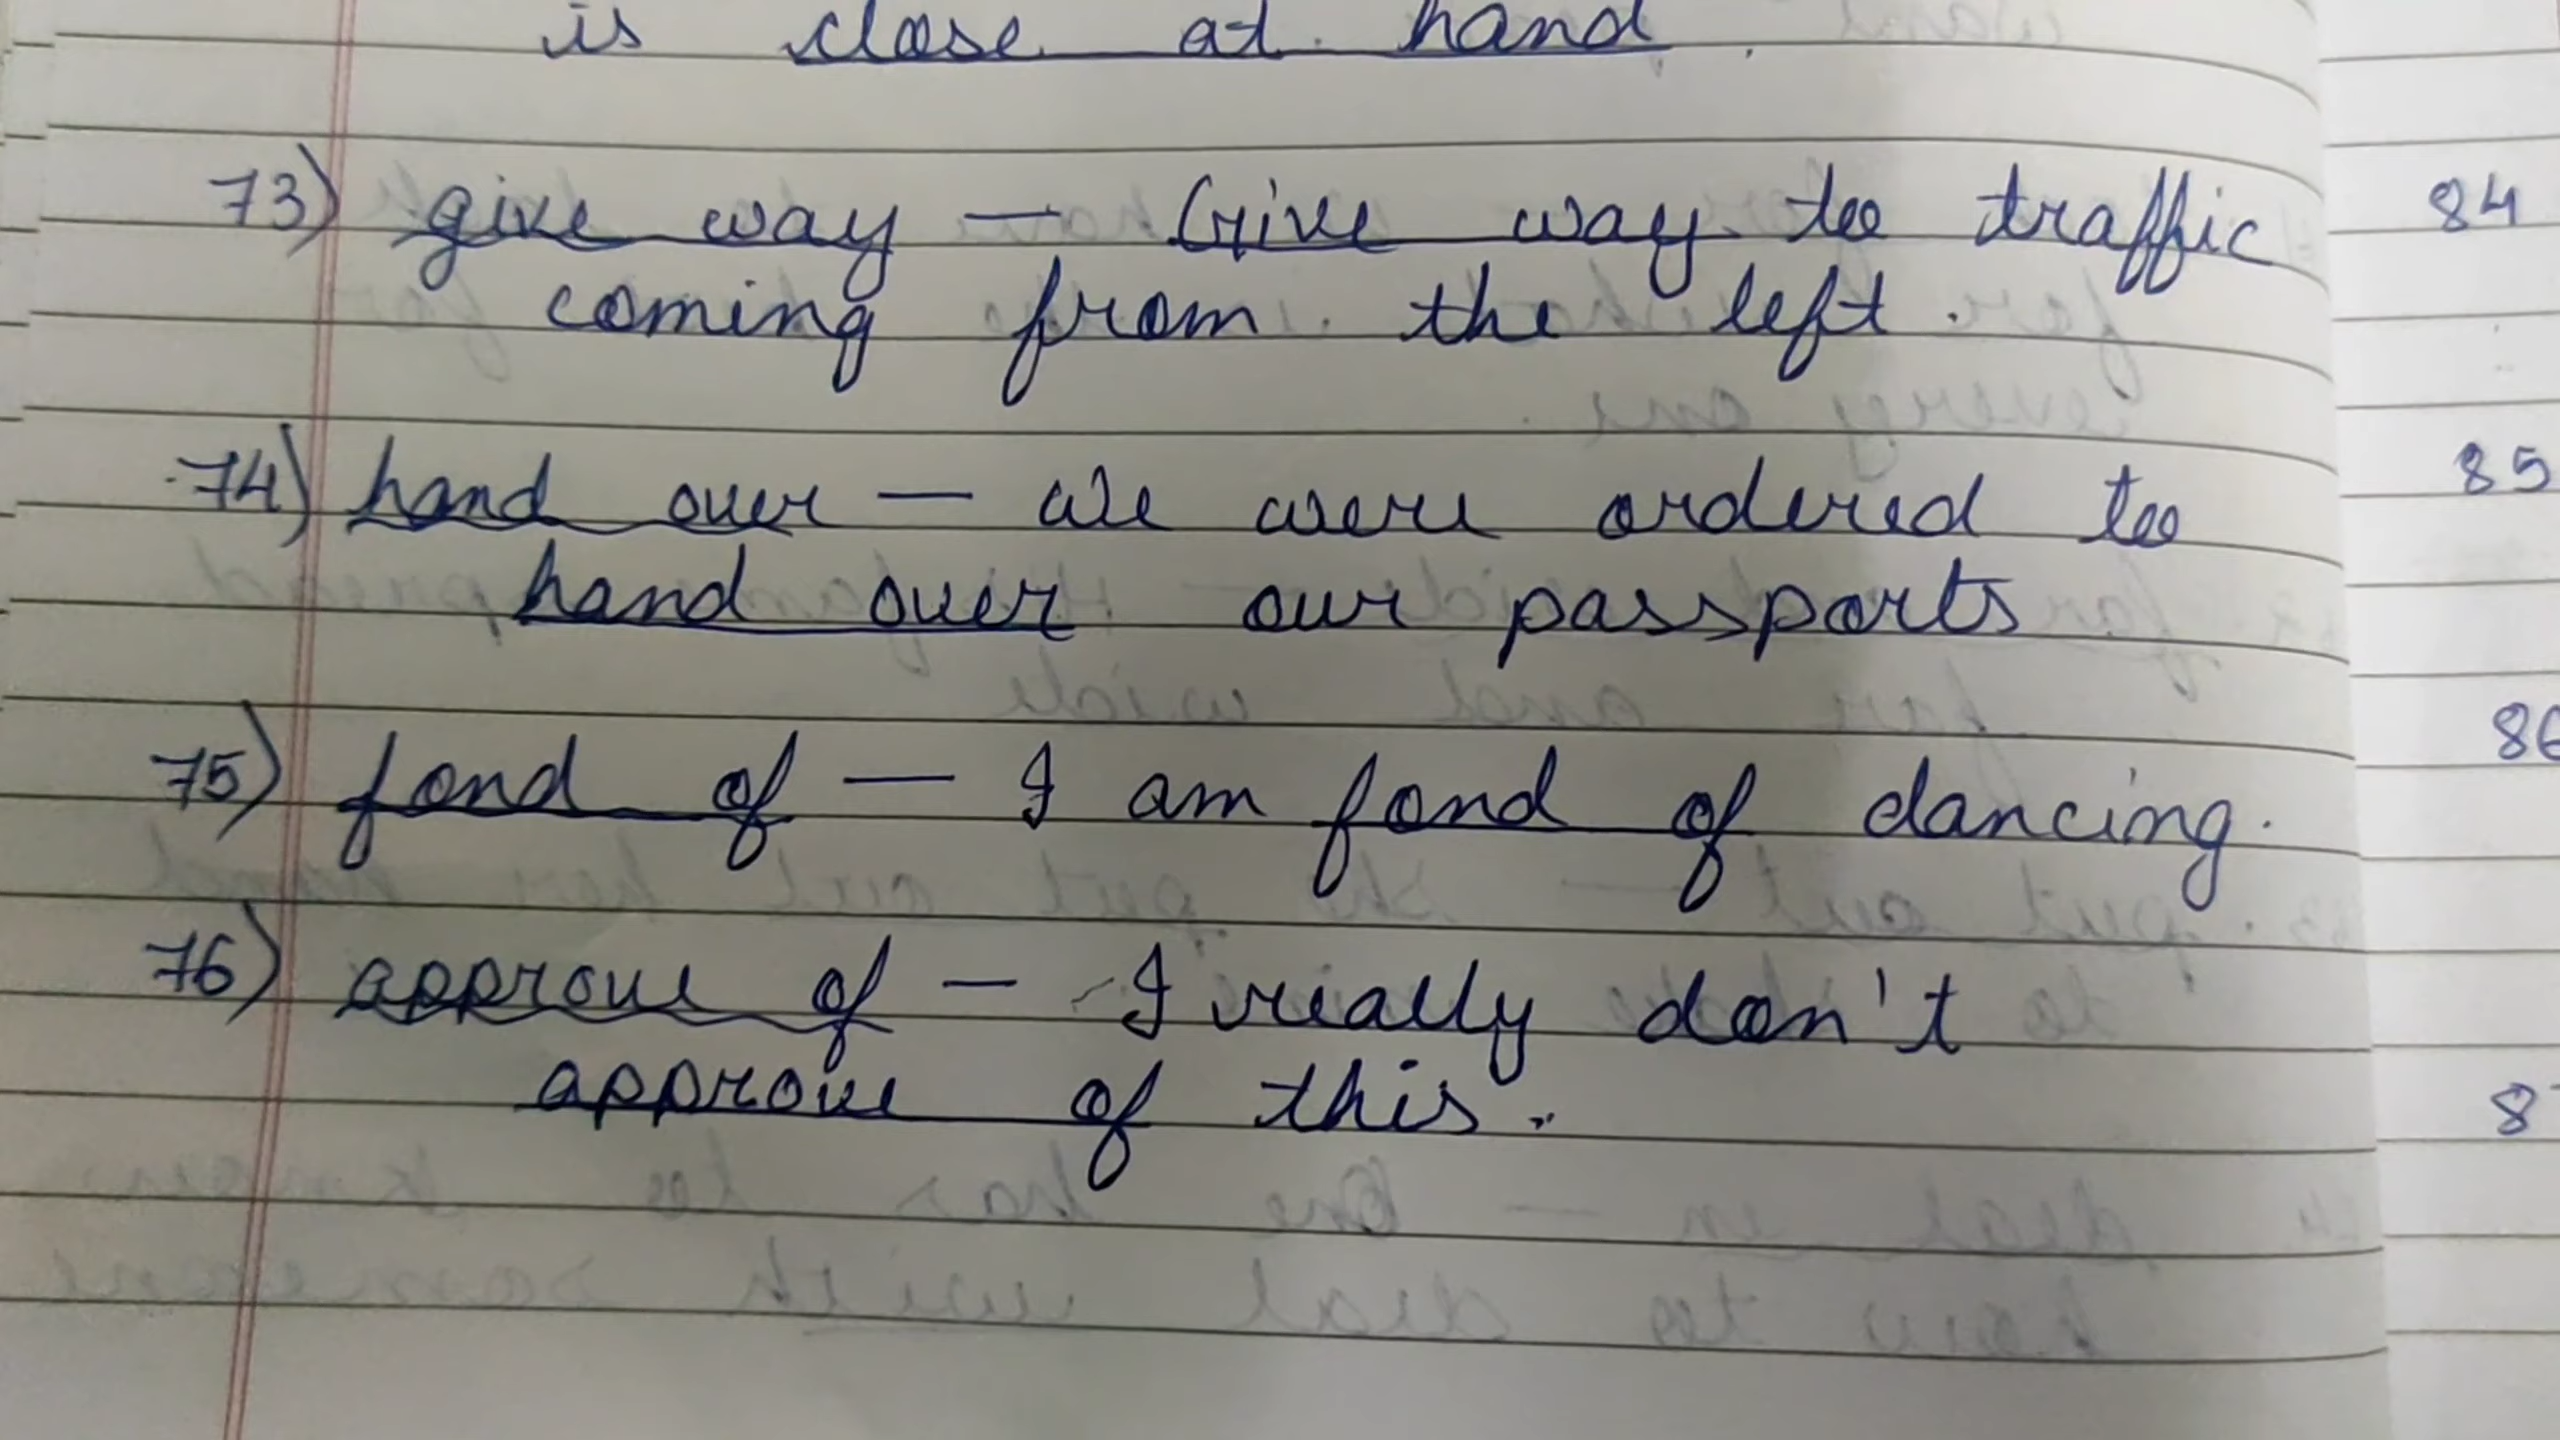 is close at hand.
73) give way — Give way to traffic
coming from the left.
74) hand over — We were ordered to
hand over our passports
75) fond of — I am fond of dancing.
76) approve of — I really don't
approve of this.
84
85
86